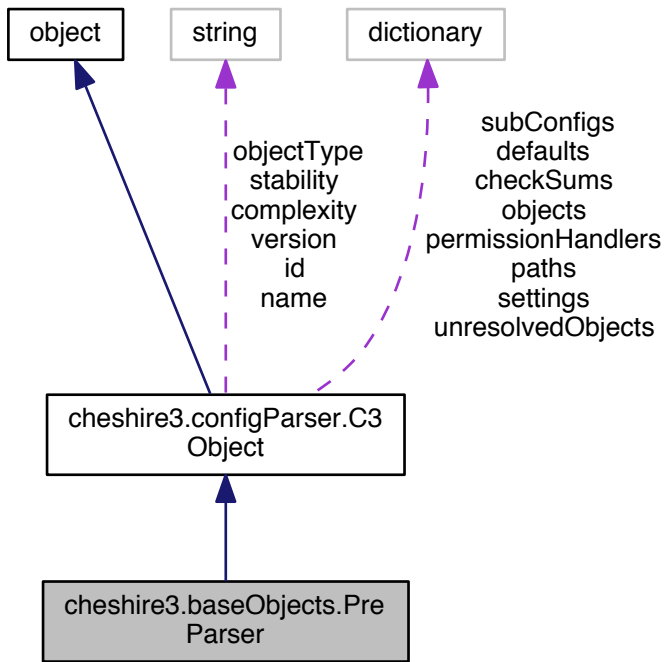 object
string
dictionary
objectType
stability
complexity
version
id
name
subConfigs
defaults
checkSums
objects
permissionHandlers
paths
settings
unresolvedObjects
cheshire3.configParser.C3
Object
cheshire3.baseObjects.Pre
Parser